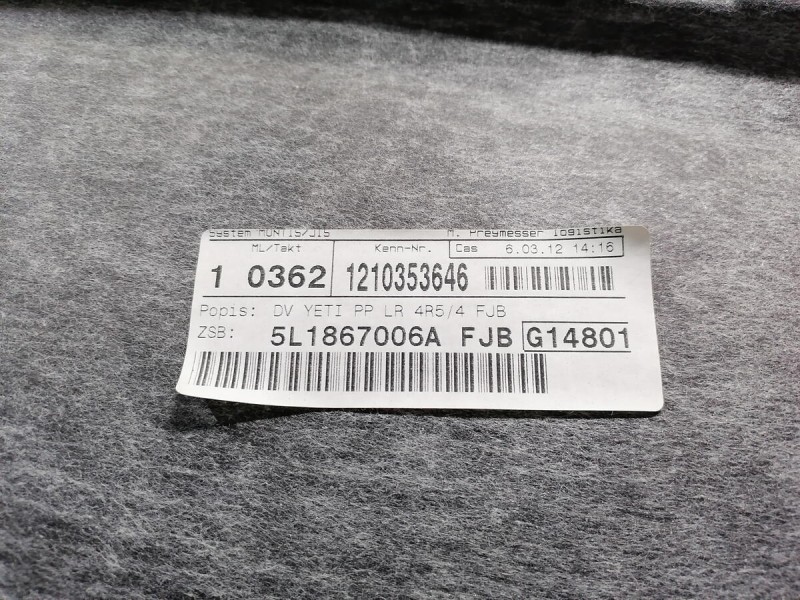 System MONTIS/JIS M. Preymesser logistika
ML/Takt Kenn-Nr. Cas 6.03.12 14:16
1 0362 1210353646
Popis: DV YETI PP LR 4R5/4 FJB
ZSB: 5L1867006A FJB G14801